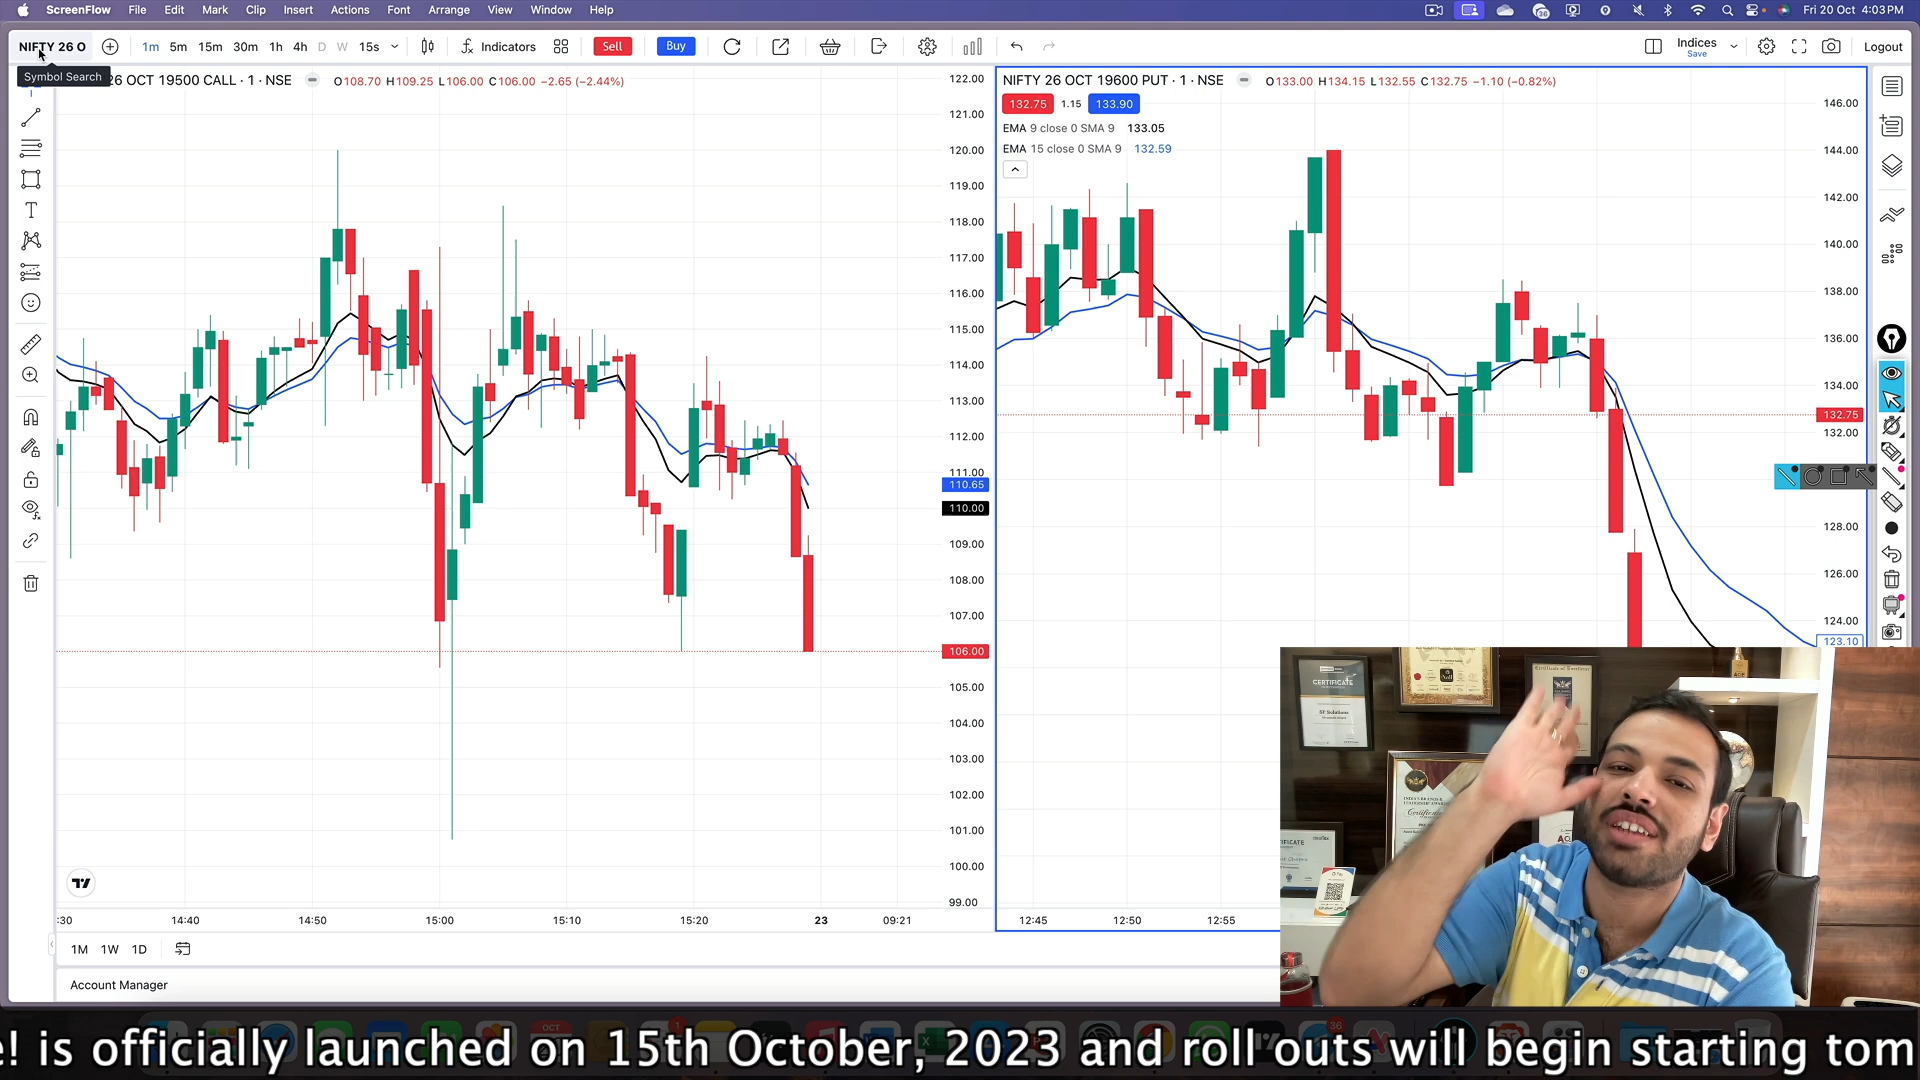 ScreenFlow File Edit Mark Clip Insert Actions Font Arrange View Window Help
36 Fri 20 Oct 4:03 PM
NIFTY 26 O 1m 5m 15m 30m 1h 4h D W 15s Indicators Sell Buy
Indices Save Logout
Symbol Search
26 OCT 19500 CALL · 1 · NSE O108.70 H109.25 L106.00 C106.00 −2.65 (−2.44%)
NIFTY 26 OCT 19600 PUT · 1 · NSE O133.00 H134.15 L132.55 C132.75 −1.10 (−0.82%)
132.75 1.15 133.90
EMA 9 close 0 SMA 9 133.05
EMA 15 close 0 SMA 9 132.59
122.00
121.00
120.00
119.00
118.00
117.00
116.00
115.00
114.00
113.00
112.00
111.00
110.65
110.00
109.00
108.00
107.00
106.00
105.00
104.00
103.00
102.00
101.00
100.00
99.00
146.00
144.00
142.00
140.00
138.00
136.00
134.00
132.75
132.00
128.00
126.00
124.00
123.10
:30 14:40 14:50 15:00 15:10 15:20 23 09:21
12:45 12:50 12:55
1M 1W 1D
Account Manager
CERTIFICATE
SP Solutions
Certificate of Excellence
e! is officially launched on 15th October, 2023 and roll outs will begin starting tom